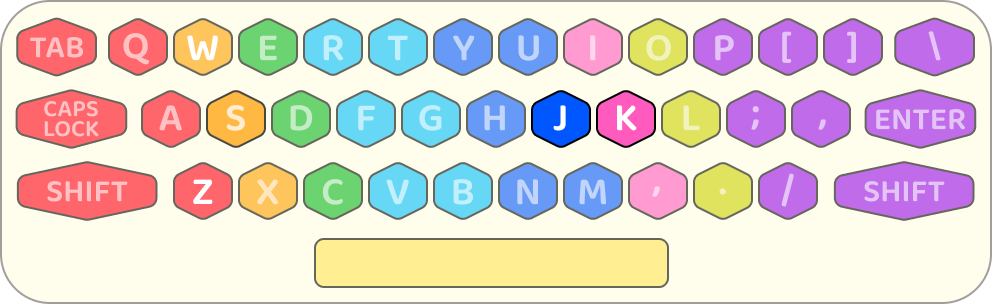 TAB Q W E R T Y U I O P [ ] \
CAPS LOCK A S D F G H J K L ; , ENTER
SHIFT Z X C V B N M , . / SHIFT